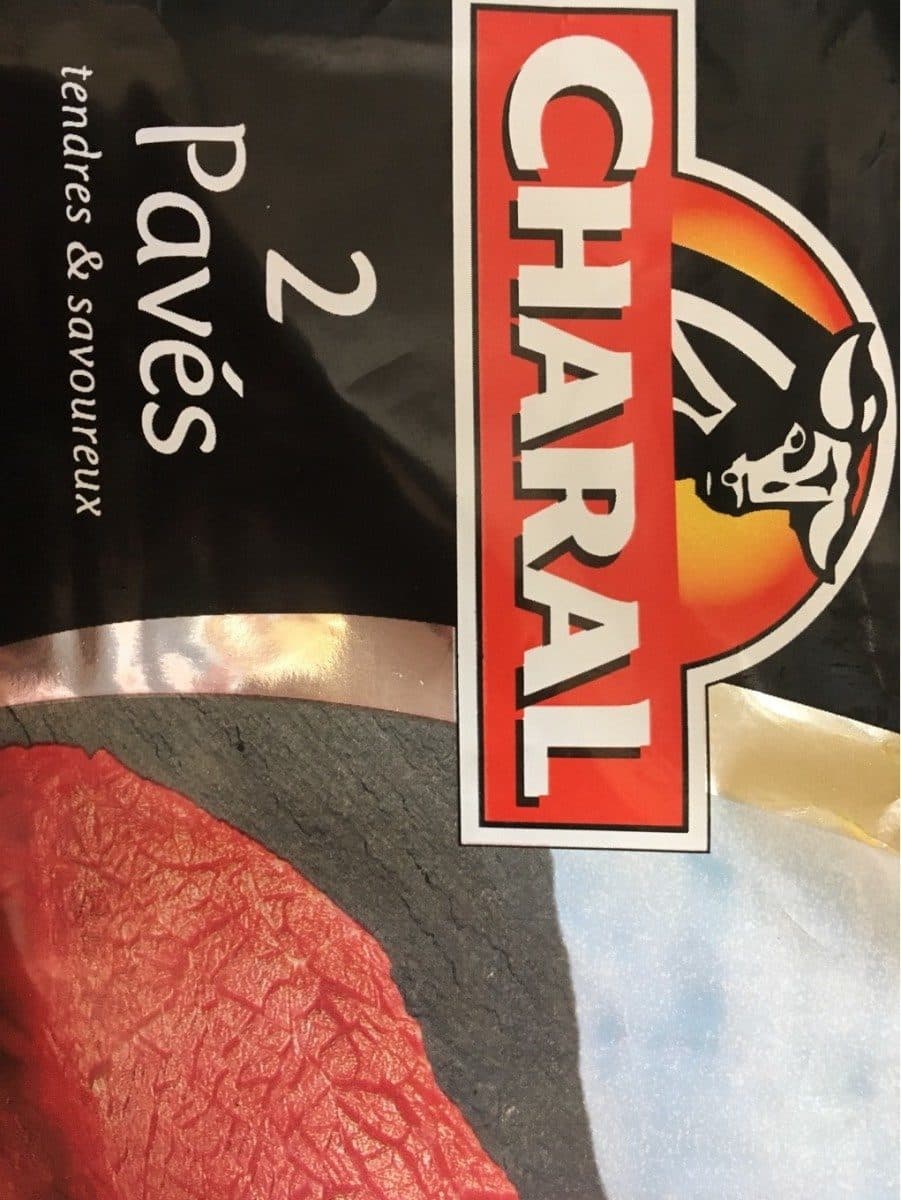 CHARAL
2
Pavés
tendres & savoureux